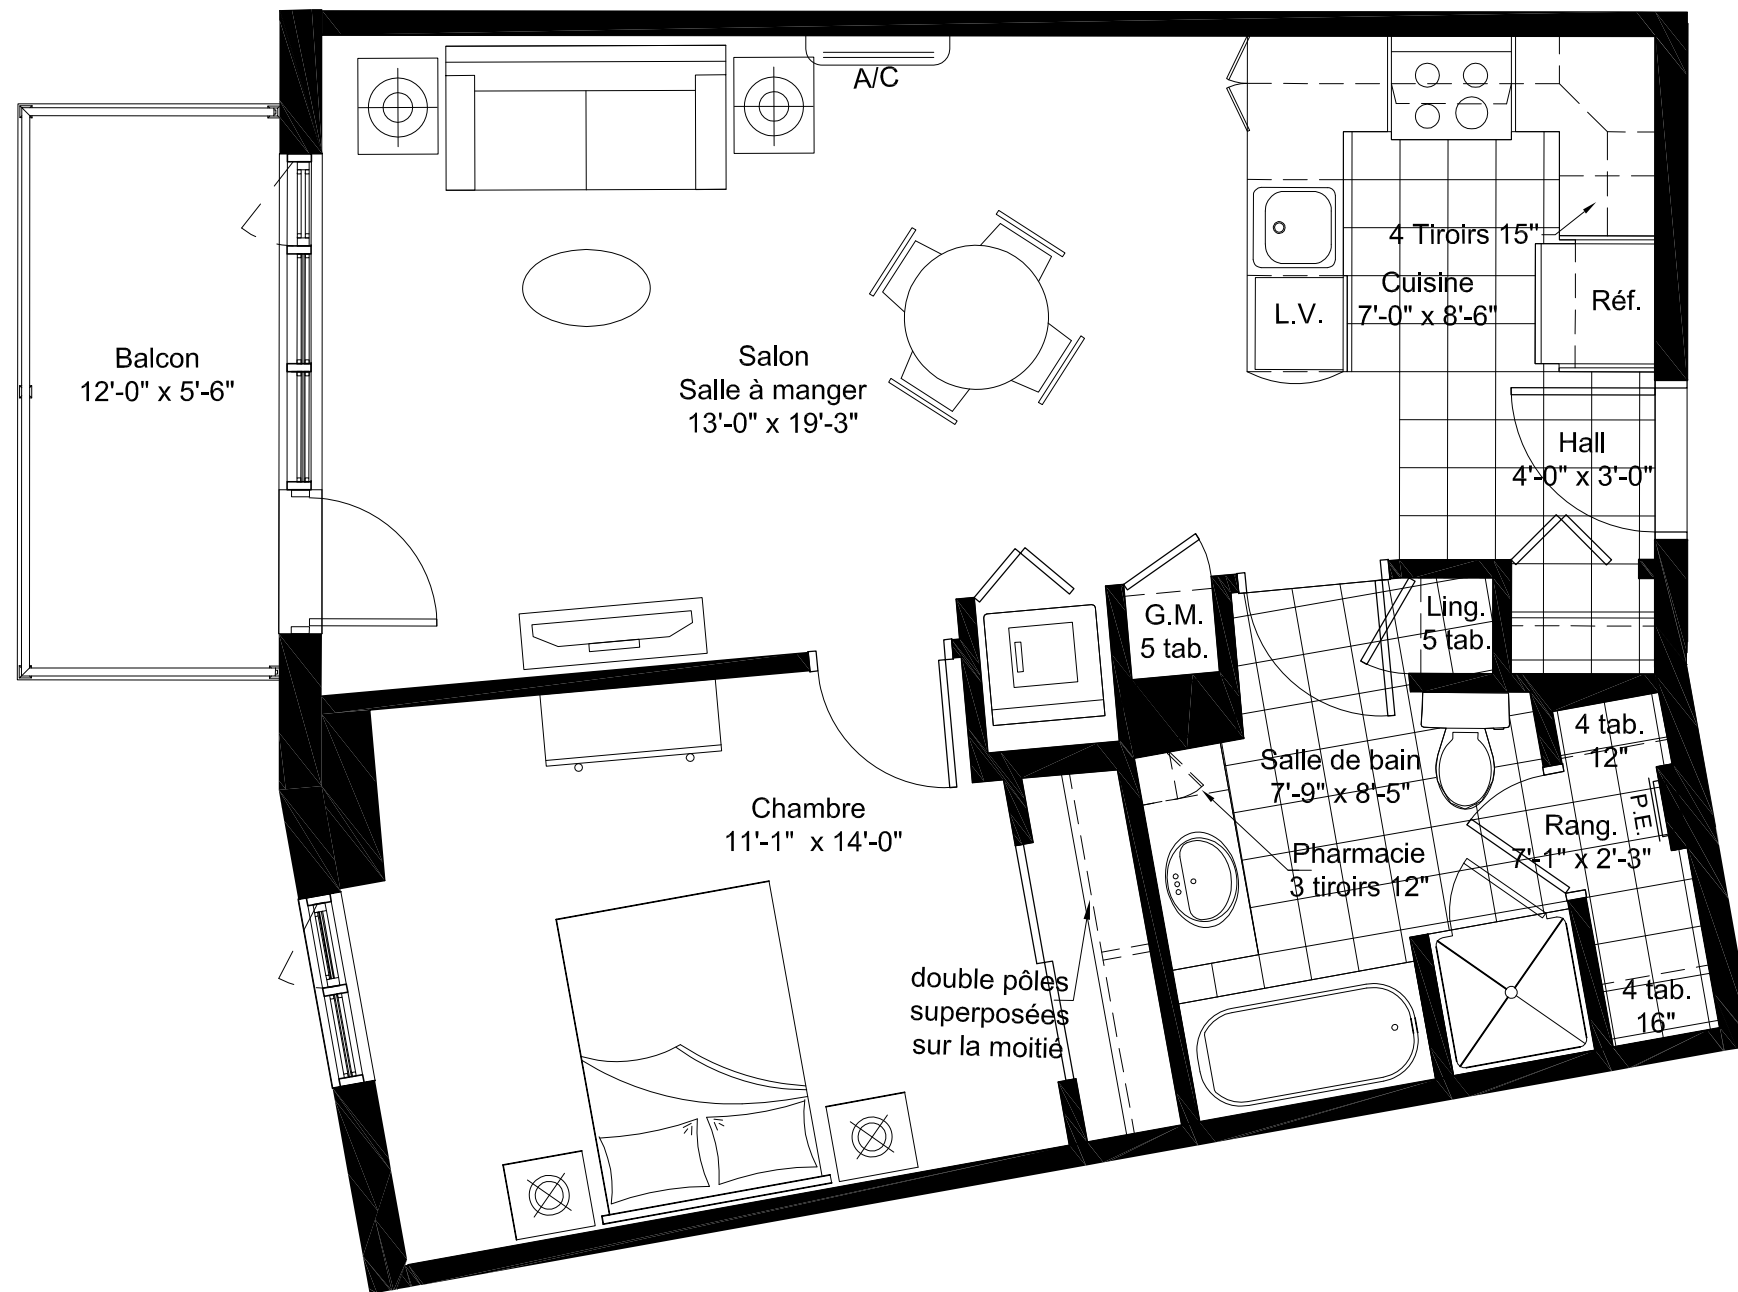 A/C
4 Tiroirs 15"
Cuisine
7'-0" x 8'-6"
L.V.
Réf.
Balcon
12'-0" x 5'-6"
Salon
Salle à manger
13'-0" x 19'-3"
Hall
4'-0" x 3'-0"
G.M.
5 tab.
Ling.
5 tab.
4 tab.
12"
Salle de bain
7'-9" x 8'-5"
P.E.
Chambre
11'-1" x 14'-0"
Rang.
7'-1" x 2'-3"
Pharmacie
3 tiroirs 12"
double pôles
superposées
sur la moitié
4 tab.
16"